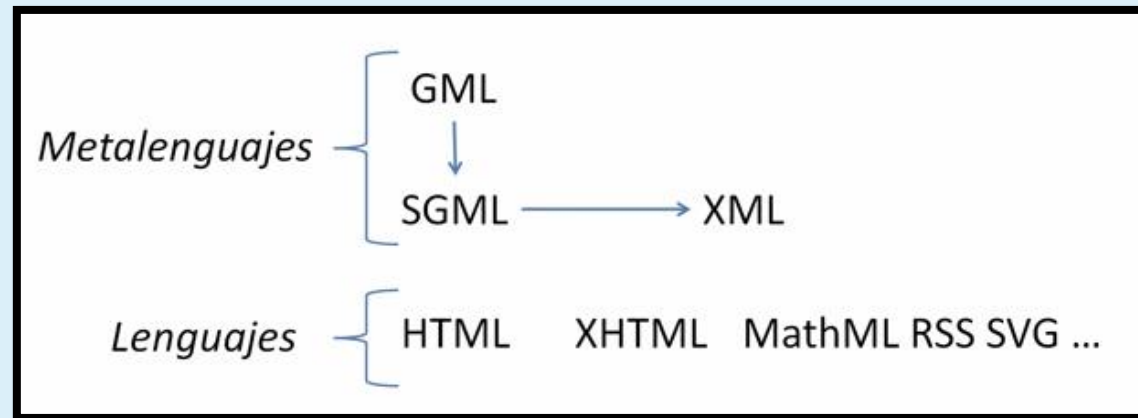 GML
Metalenguajes
SGML XML
Lenguajes HTML XHTML MathML RSS SVG ...